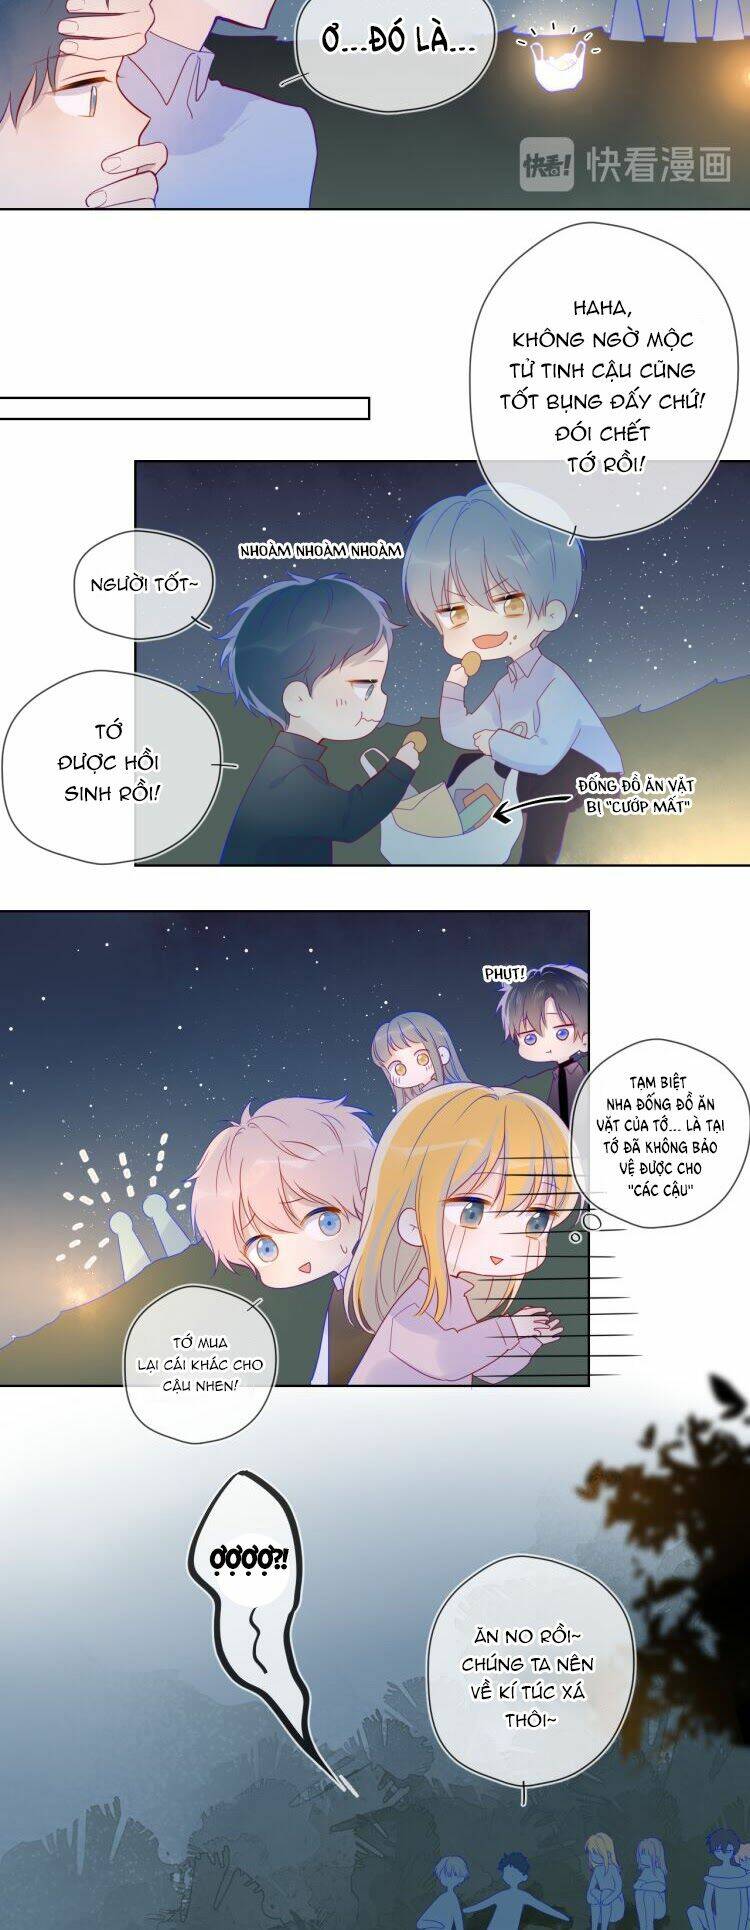 Ơ...ĐÓ LÀ...
快看!
快看漫画
HAHA,
KHÔNG NGỜ MỘC
TỬ TINH CẬU CŨNG
TỐT BỤNG ĐẤY CHỨ!
ĐÓI CHẾT
TỚ RỒI!
NHOÀM NHOÀM NHOÀM
NGƯỜI TỐT~
TỚ
ĐƯỢC HỒI
SINH RỒI!
ĐỐNG ĐỒ ĂN VẶT
BỊ "CƯỚP MẤT"
PHỤT!
TẠM BIỆT
NHA ĐỐNG ĐỒ ĂN
VẶT CỦA TỚ... LÀ TẠI
TỚ ĐÃ KHÔNG BẢO
VỆ ĐƯỢC CHO
"CÁC CẬU"
TỚ MUA
LẠI CÁI KHÁC CHO
CẬU NHEN!
ỢỢỢỢ?!
ĂN NO RỒI~
CHÚNG TA NÊN
VỀ KÍ TÚC XÁ
THÔI~